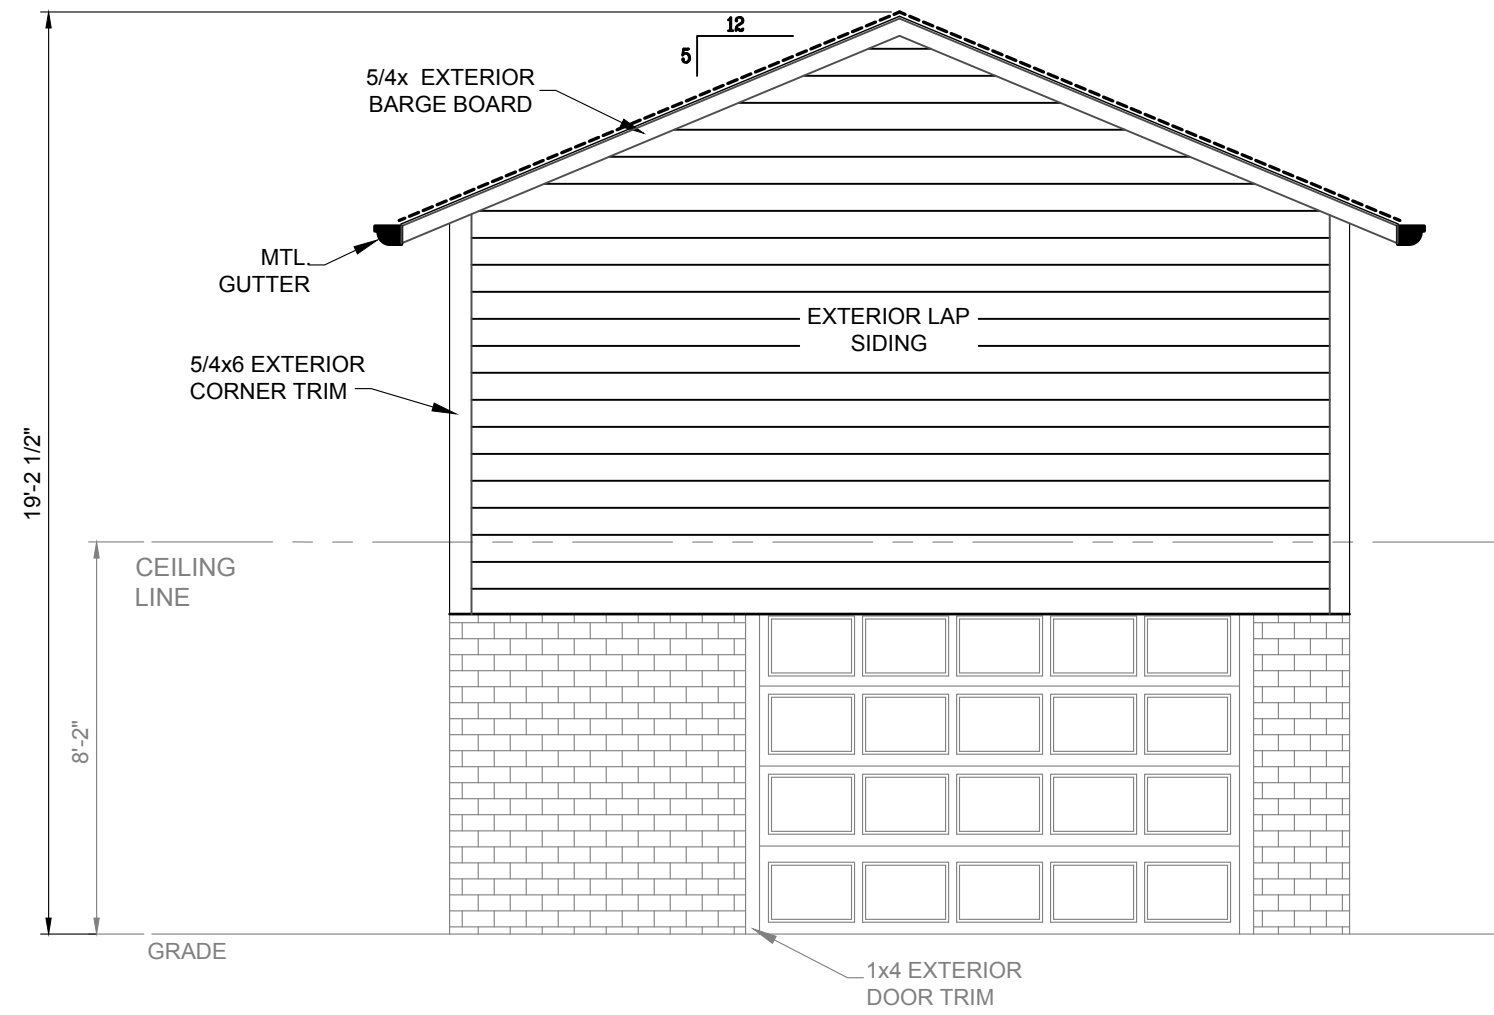 12
5
5/4x  EXTERIOR
BARGE BOARD
MTL.
GUTTER
EXTERIOR LAP
SIDING
5/4x6 EXTERIOR
CORNER TRIM
19'-2 1/2"
CEILING
LINE
8'-2"
GRADE
1x4 EXTERIOR
DOOR TRIM